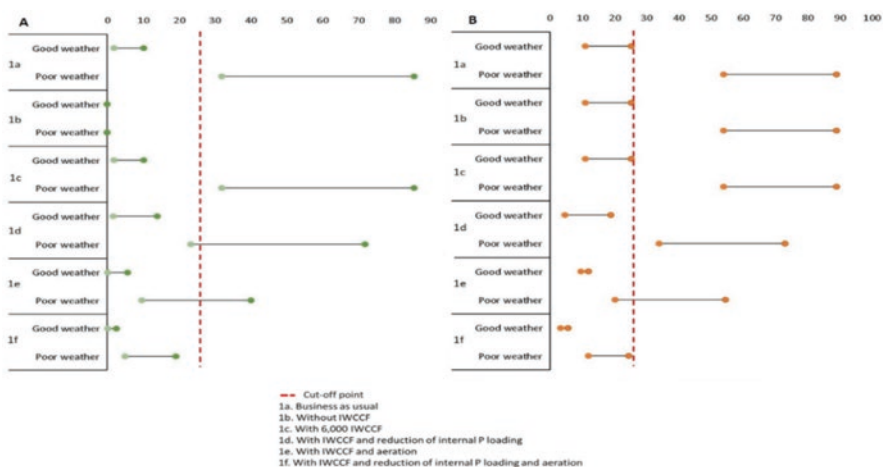 A
0 10 20 30 40 50 60 70 80 90
1a
Good weather
Poor weather
1b
Good weather
Poor weather
1c
Good weather
Poor weather
1d
Good weather
Poor weather
1e
Good weather
Poor weather
1f
Good weather
Poor weather
B
0 10 20 30 40 50 60 70 80 90 100
1a
Good weather
Poor weather
1b
Good weather
Poor weather
1c
Good weather
Poor weather
1d
Good weather
Poor weather
1e
Good weather
Poor weather
1f
Good weather
Poor weather
Cut-off point
1a. Business as usual
1b. Without IWCCF
1c. With 6,000 IWCCF
1d. With IWCCF and reduction of internal P loading
1e. With IWCCF and aeration
1f. With IWCCF and reduction of internal P loading and aeration